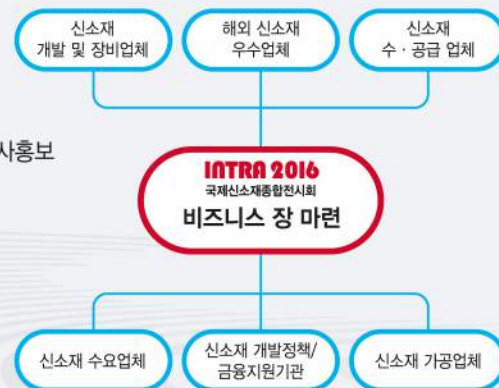 신소재
개발 및 장비업체
해외 신소재
우수업체
신소재
수 · 공급 업체
사홍보
INTRA 2016
국제신소재종합전시회
비즈니스 장 마련
신소재 수요업체
신소재 개발정책/
금융지원기관
신소재 가공업체